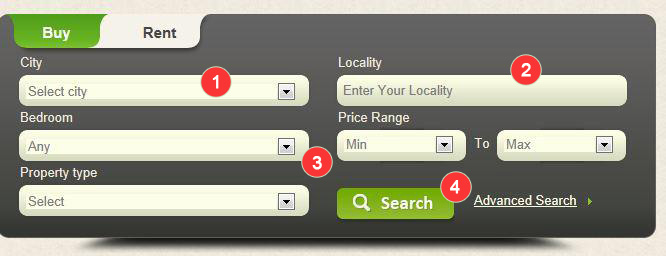 Buy Rent
City Locality
1 2
Select city Enter Your Locality
Bedroom Price Range
Any Min To Max
3
Property type
4
Select Search Advanced Search